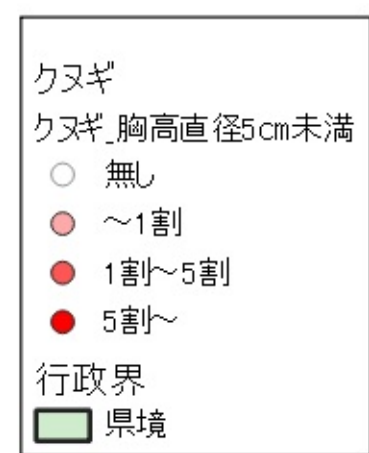 クヌギ
クヌギ_胸高直径5cm未満
無し
～1割
1割～5割
5割～
行政界
県境